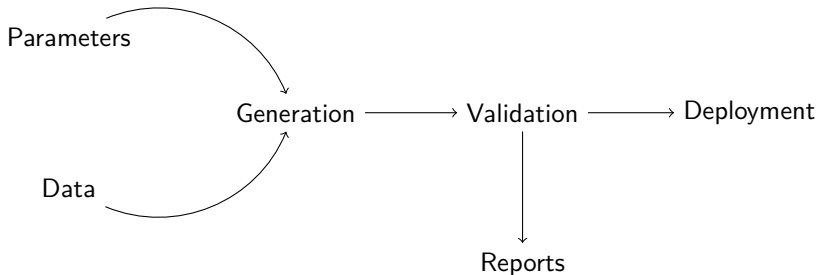 Parameters
Generation
Validation
Deployment
Data
Reports